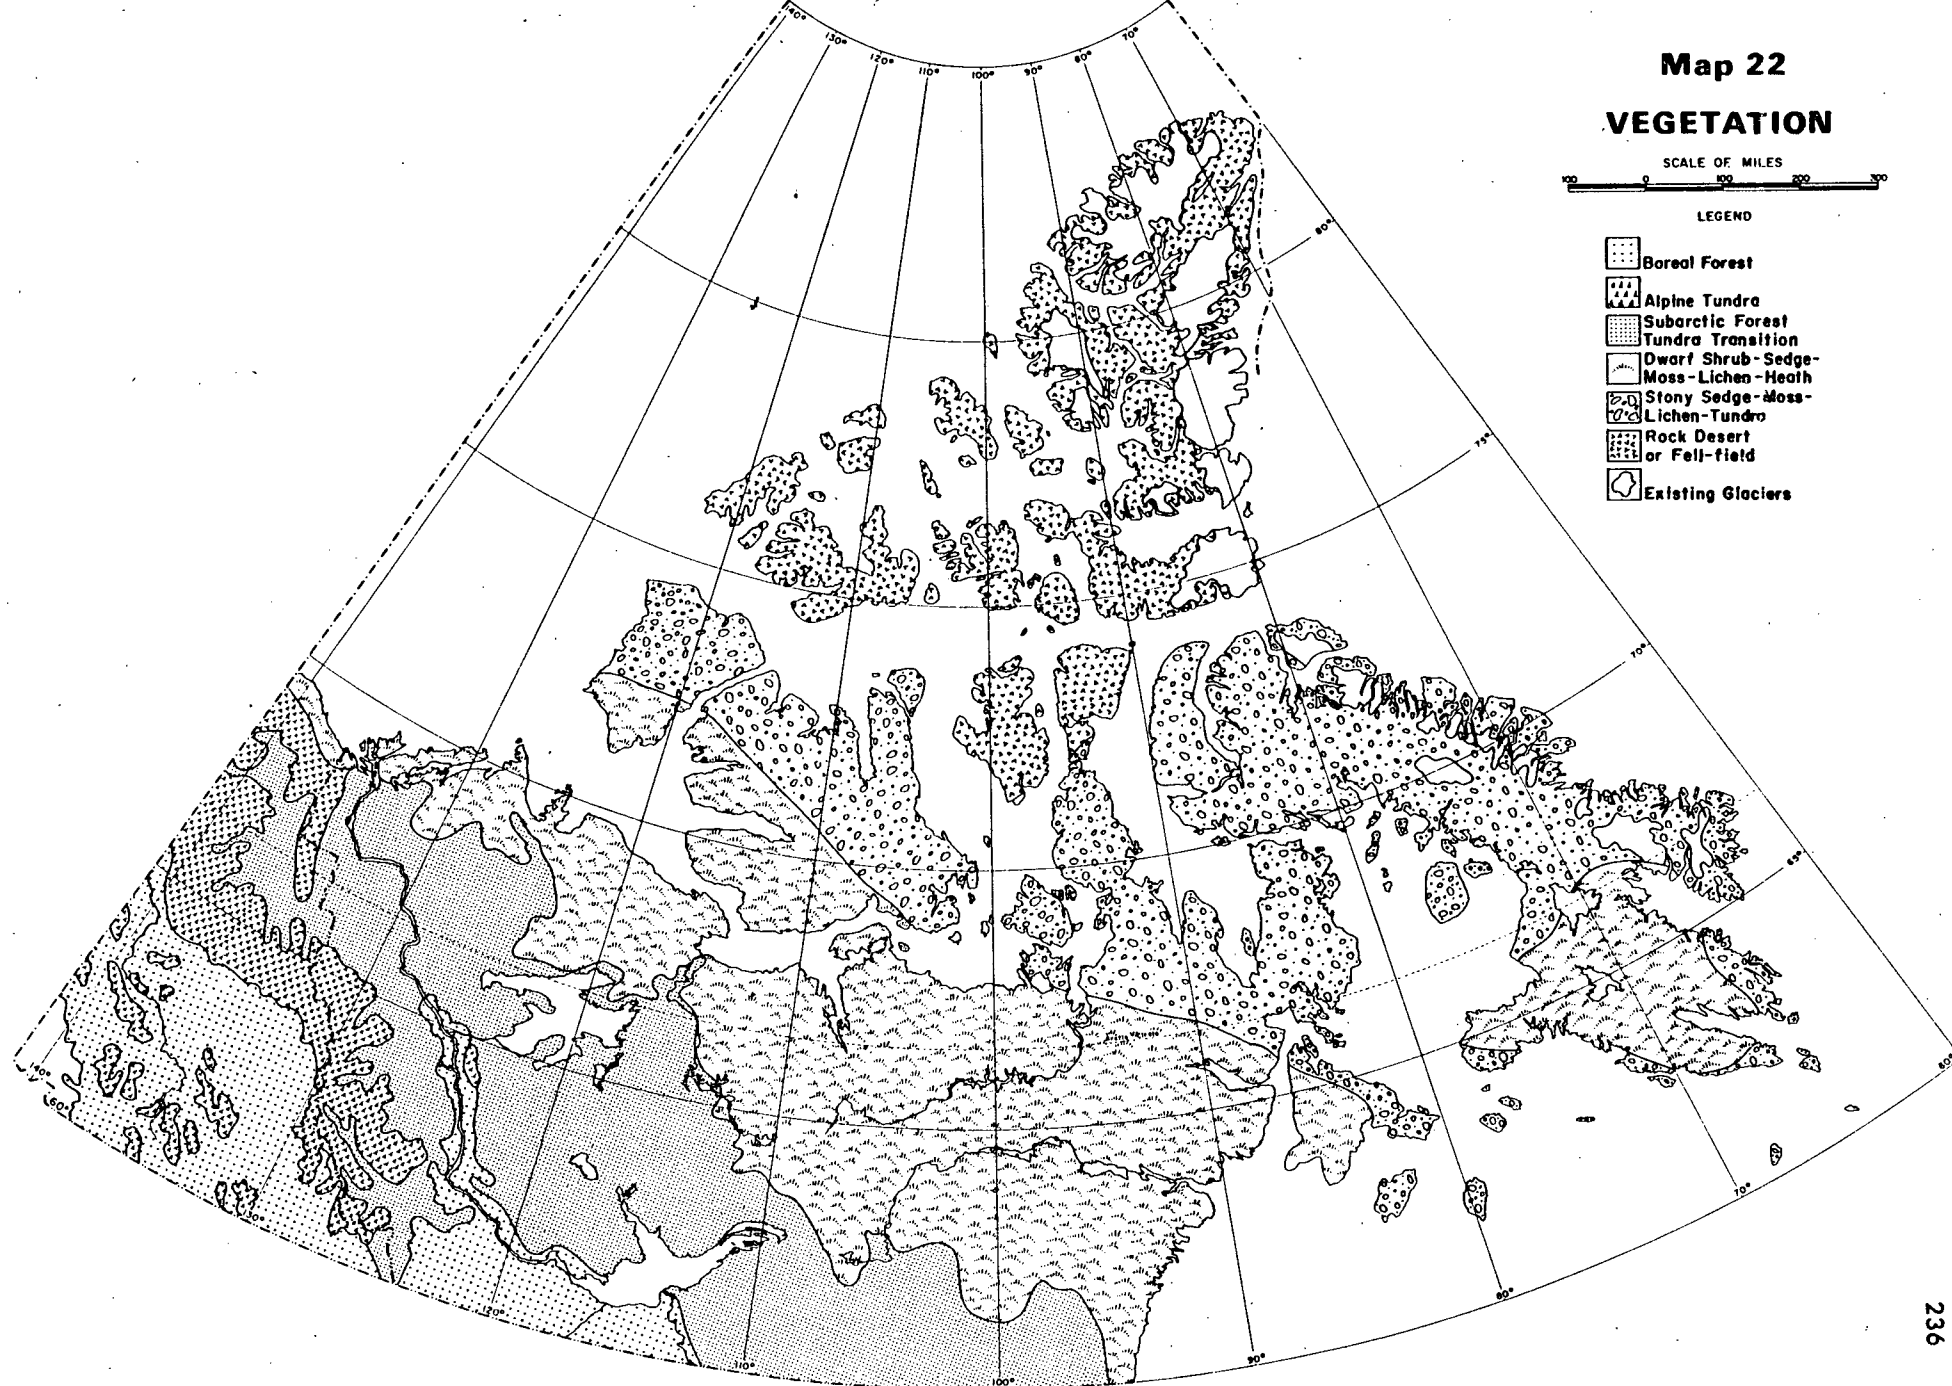 Map 22
VEGETATION
SCALE OF MILES
100 0 100 200 300
LEGEND
Boreal Forest
Alpine Tundra
Subarctic Forest
Tundra Transition
Dwarf Shrub-Sedge-
Moss-Lichen-Heath
Stony Sedge-Moss-
Lichen-Tundra
Rock Desert
or Fell-field
Existing Glaciers
140° 130° 120° 110° 100° 90° 80° 70°
80°
75°
70°
65°
60°
140°
60°
130°
120°
110°
100°
90°
80°
70°
236